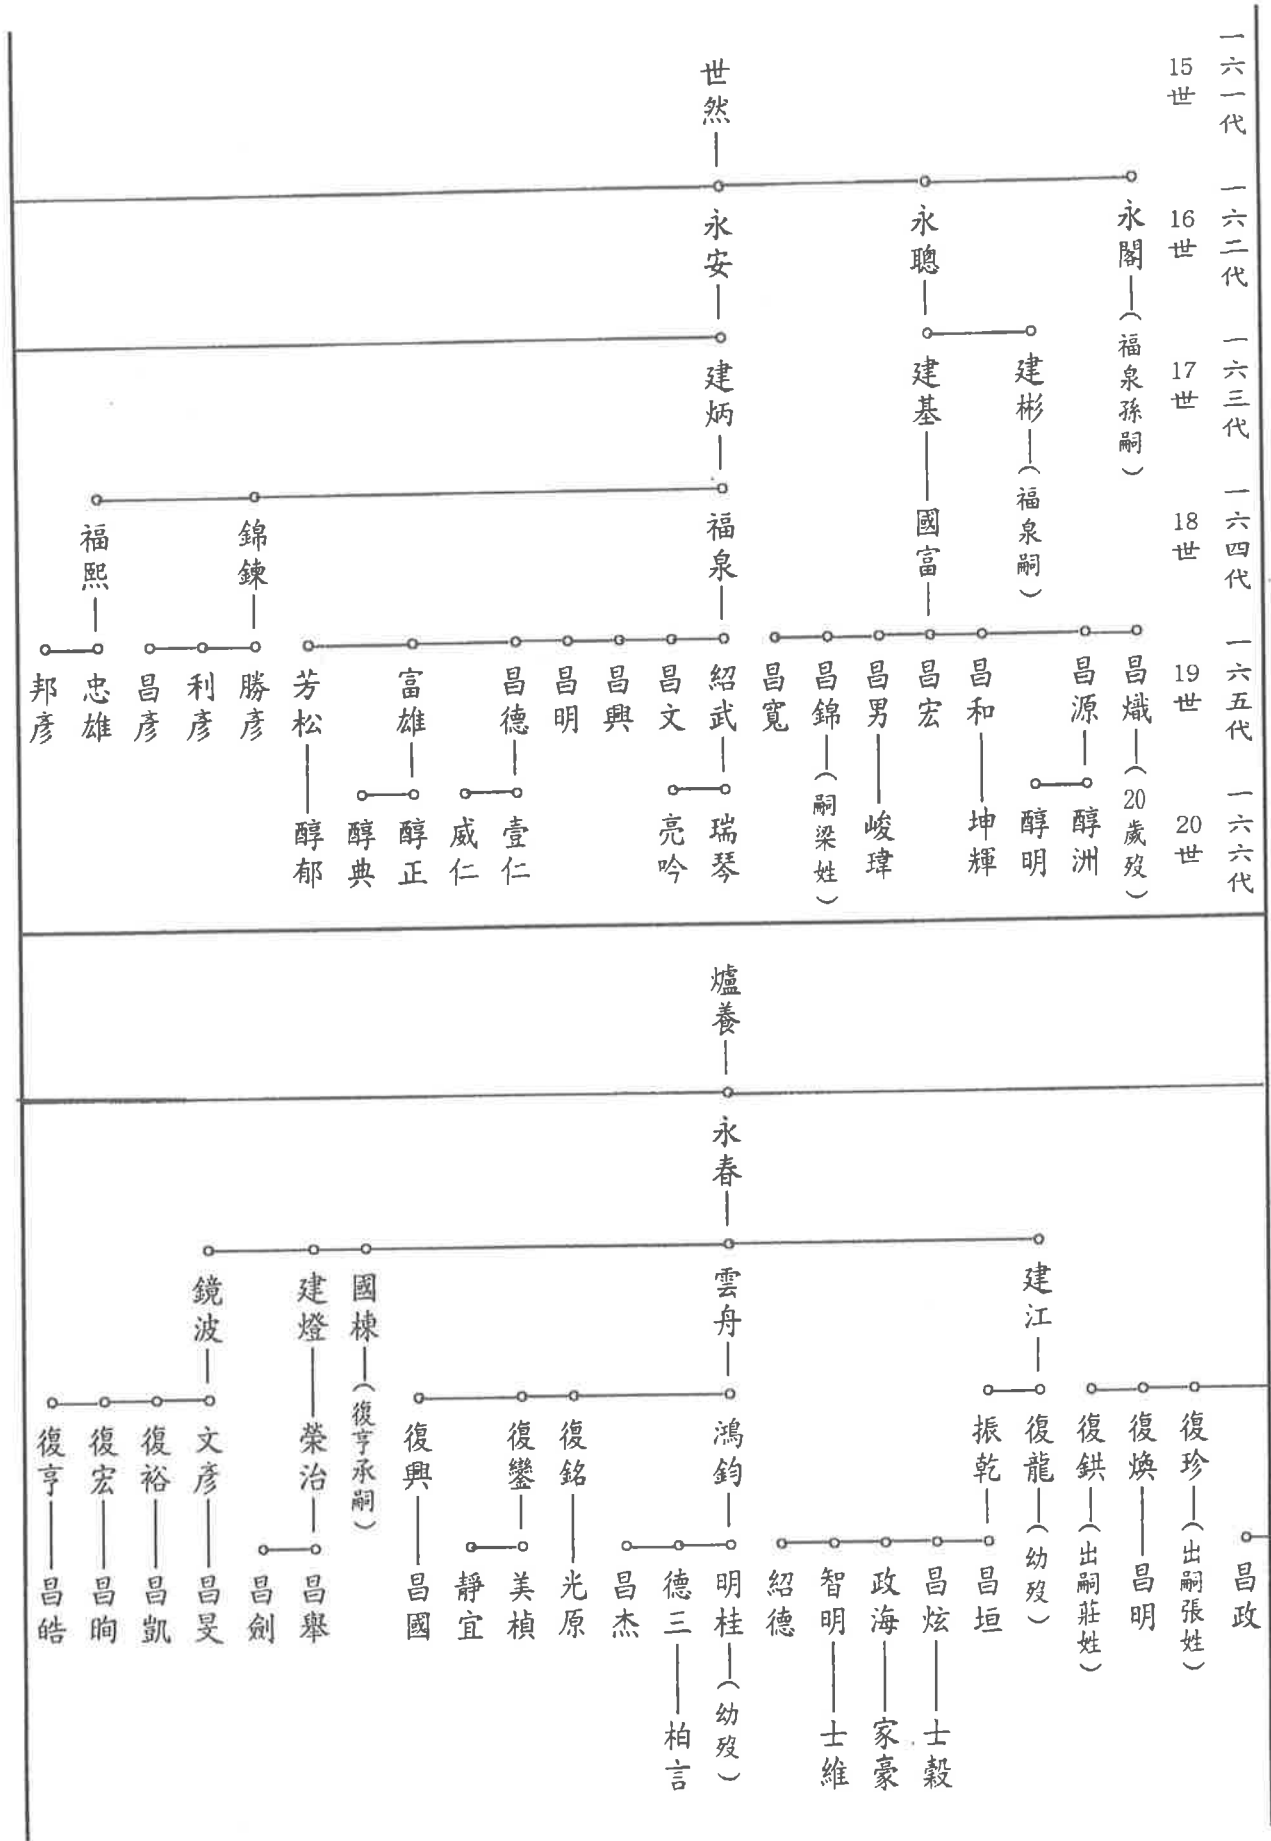 一六一代
15世
一六二代
16世
一六三代
17世
一六四代
18世
一六五代
19世
一六六代
20世
世然
永閣（福泉孫嗣）
永聰
永安
建彬（福泉嗣）
建基
建炳
國富
福泉
錦鍊
福熙
昌熾（20歲歿）
昌源
昌和
昌宏
昌男
昌錦（嗣梁姓）
昌寬
紹武
昌文
昌興
昌明
昌德
富雄
芳松
勝彥
利彥
昌彥
忠雄
邦彥
醇洲
醇明
坤輝
峻瑋
瑞琴
亮吟
壹仁
威仁
醇正
醇典
醇郁
爐養
永春
建江
雲舟
國棟（復亨承嗣）
建燈
鏡波
復珍（出嗣張姓）
復煥
復鉷（出嗣莊姓）
復龍（幼歿）
振乾
鴻鈞
復銘
復鑾
復興
榮治
文彥
復裕
復宏
復亨
昌政
昌明
昌垣
昌炫
政海
智明
紹德
明桂（幼歿）
德三
昌杰
光原
美楨
靜宜
昌國
昌舉
昌劍
昌旻
昌凱
昌晌
昌皓
士穀
家豪
士維
柏言